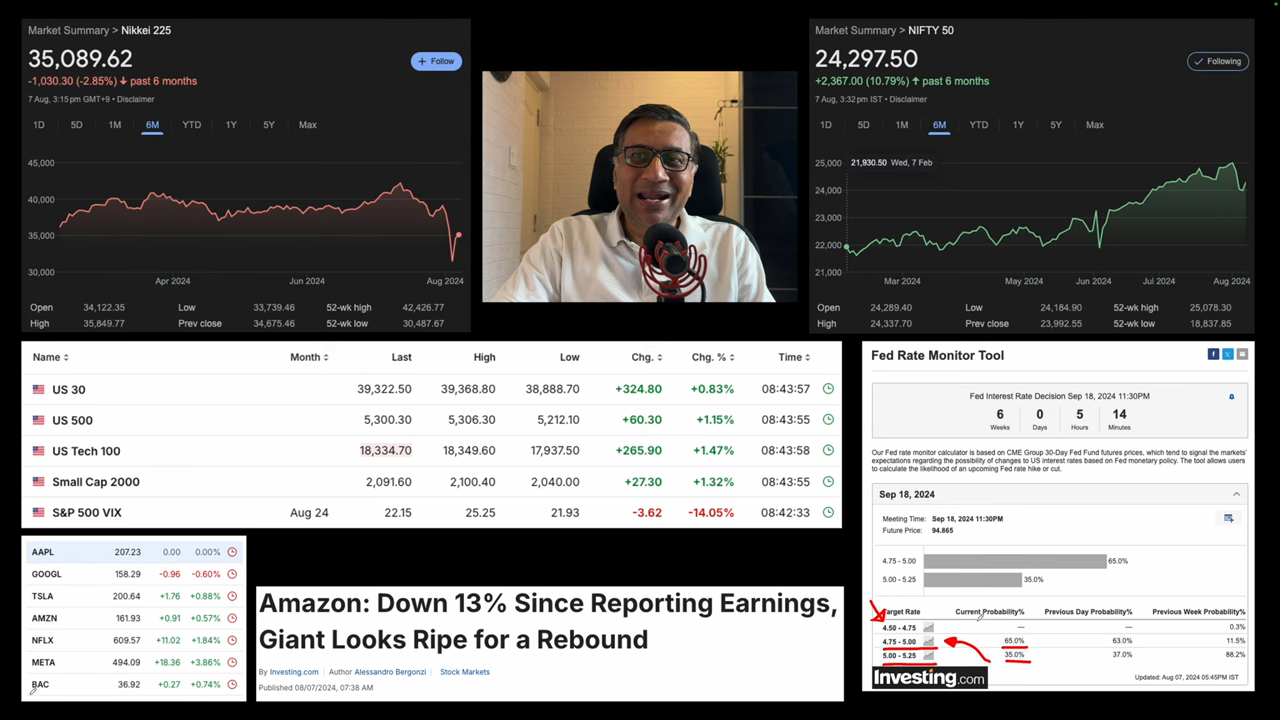 Market Summary > Nikkei 225
35,089.62
-1,030.30 (-2.85%) ↓ past 6 months
7 Aug, 3:15 pm GMT+9 • Disclaimer
+ Follow
1D 5D 1M 6M YTD 1Y 5Y Max
45,000
40,000
35,000
30,000
Apr 2024 Jun 2024 Aug 2024
Open 34,122.35 Low 33,739.46 52-wk high 42,426.77
High 35,849.77 Prev close 34,675.46 52-wk low 30,487.67
Market Summary > NIFTY 50
24,297.50
+2,367.00 (10.79%) ↑ past 6 months
7 Aug, 3:32 pm IST • Disclaimer
✓ Following
1D 5D 1M 6M YTD 1Y 5Y Max
25,000 21,930.50 Wed, 7 Feb
24,000
23,000
22,000
21,000
Mar 2024 May 2024 Jun 2024 Jul 2024 Aug 2024
Open 24,289.40 Low 24,184.90 52-wk high 25,078.30
High 24,337.70 Prev close 23,992.55 52-wk low 18,837.85
Name Month Last High Low Chg. Chg. % Time
US 30 39,322.50 39,368.80 38,888.70 +324.80 +0.83% 08:43:57
US 500 5,300.30 5,306.30 5,212.10 +60.30 +1.15% 08:43:57
US Tech 100 18,334.70 18,349.60 17,937.50 +265.90 +1.47% 08:43:58
Small Cap 2000 2,091.60 2,100.40 2,040.00 +27.30 +1.32% 08:43:55
S&P 500 VIX Aug 24 22.15 25.25 21.93 -3.62 -14.05% 08:42:33
AAPL 207.23 0.00 0.00%
GOOGL 158.29 -0.96 -0.60%
TSLA 200.64 +1.76 +0.88%
AMZN 161.93 +0.91 +0.57%
NFLX 609.57 +11.02 +1.84%
META 494.09 +18.36 +3.86%
BAC 36.92 +0.27 +0.74%
Amazon: Down 13% Since Reporting Earnings,
Giant Looks Ripe for a Rebound
By Investing.com | Author Alessandro Bergonzi Stock Markets
Published 08/07/2024, 07:38 AM
Fed Rate Monitor Tool
Fed Interest Rate Decision Sep 18, 2024 11:30PM
6 0 5 14
Weeks Days Hours Minutes
Our Fed rate monitor calculator is based on CME Group 30-Day Fed Fund futures prices, which tend to signal the markets'
expectations regarding the possibility of changes to US interest rates based on Fed monetary policy. The tool allows users
to calculate the likelihood of an upcoming Fed rate hike or cut.
Sep 18, 2024
Meeting Time: Sep 18, 2024 11:30PM
Future Price: 94.865
4.75 - 5.00 65.0%
5.00 - 5.25 35.0%
Target Rate Current Probability% Previous Day Probability% Previous Week Probability%
4.50 - 4.75 — — 0.3%
4.75 - 5.00 65.0% 63.0% 11.5%
5.00 - 5.25 35.0% 37.0% 88.2%
Investing.com
Updated: Aug 07, 2024 05:45PM IST